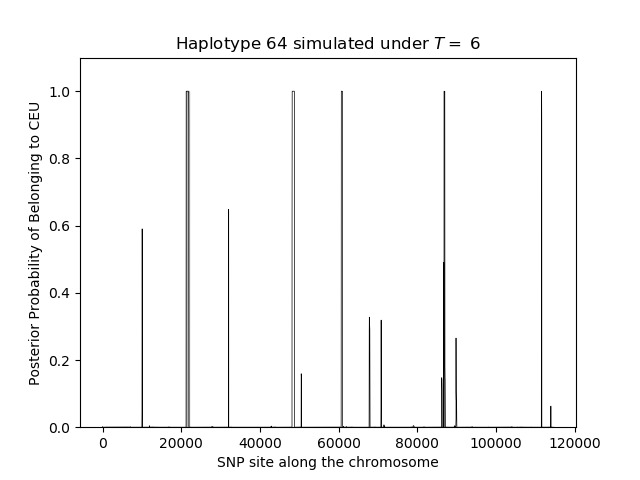 Haplotype 64 simulated under T = 6
Posterior Probability of Belonging to CEU
1.0
0.8
0.6
0.4
0.2
0.0
0 20000 40000 60000 80000 100000 120000
SNP site along the chromosome